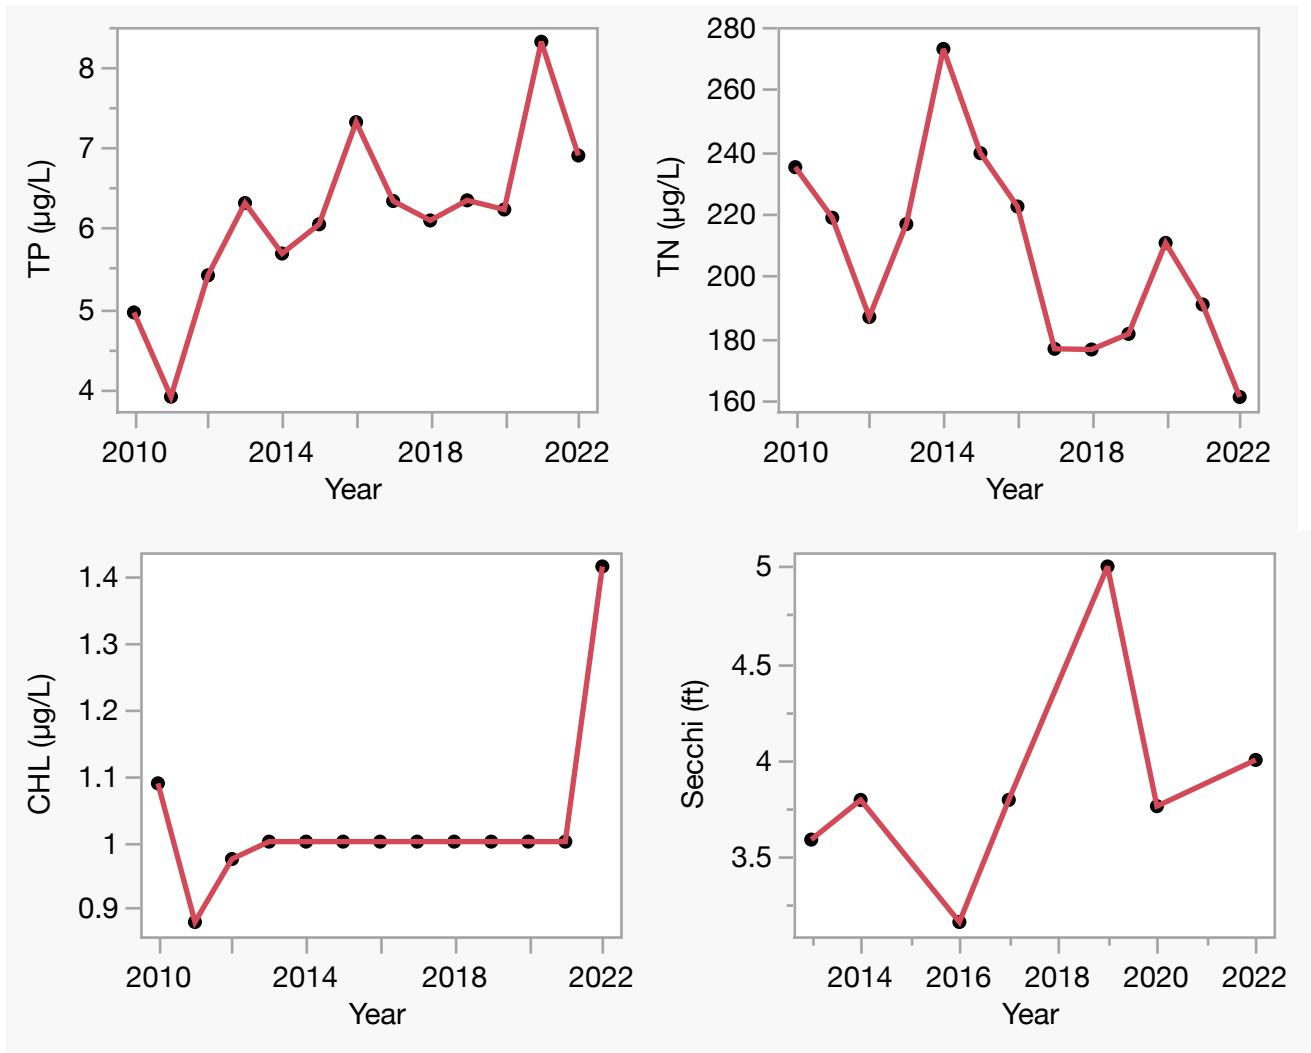 TP (µg/L)
8
7
6
5
4
2010 2014 2018 2022
Year
TN (µg/L)
280
260
240
220
200
180
160
2010 2014 2018 2022
Year
CHL (µg/L)
1.4
1.3
1.2
1.1
1
0.9
2010 2014 2018 2022
Year
Secchi (ft)
5
4.5
4
3.5
2014 2016 2018 2020 2022
Year